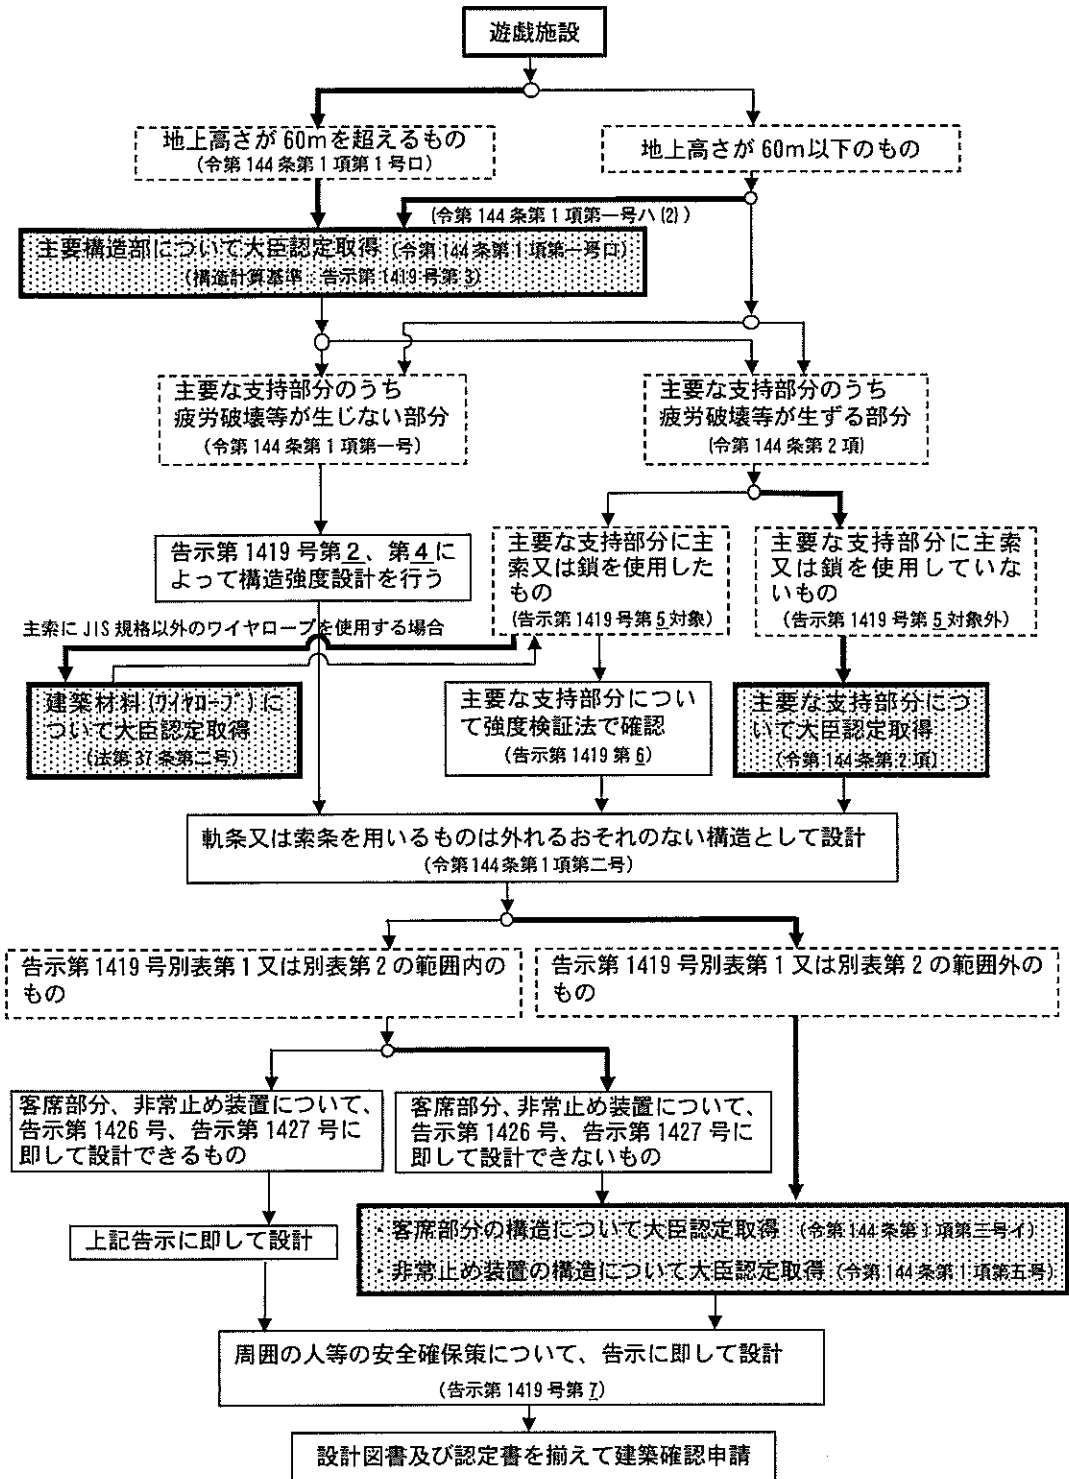 遊戯施設
地上高さが60mを超えるもの
(令第144条第1項第1号ロ)
地上高さが60m以下のもの
(令第144条第1項第一号ハ(2))
主要構造部について大臣認定取得(令第144条第1項第一号ロ)
(構造計算基準:告示第1419号第3)
主要な支持部分のうち
疲労破壊等が生じない部分
(令第144条第1項第一号)
主要な支持部分のうち
疲労破壊等が生ずる部分
(令第144条第2項)
告示第1419号第2、第4に
よって構造強度設計を行う
主要な支持部分に主
索又は鎖を使用した
もの
(告示第1419号第5対象)
主要な支持部分に主索
又は鎖を使用していな
いもの
(告示第1419号第5対象外)
主索にJIS規格以外のワイヤロープを使用する場合
建築材料(ワイヤロープ)に
ついて大臣認定取得
(法第37条第二号)
主要な支持部分につい
て強度検証法で確認
(告示第1419第6)
主要な支持部分につ
いて大臣認定取得
(令第144条第2項)
軌条又は索条を用いるものは外れるおそれのない構造として設計
(令第144条第1項第二号)
告示第1419号別表第1又は別表第2の範囲内の
もの
告示第1419号別表第1又は別表第2の範囲外の
もの
客席部分、非常止め装置について、
告示第1426号、告示第1427号に
即して設計できるもの
客席部分、非常止め装置について、
告示第1426号、告示第1427号に
即して設計できないもの
上記告示に即して設計
・客席部分の構造について大臣認定取得(令第144条第1項第三号イ)
・非常止め装置の構造について大臣認定取得(令第144条第1項第五号)
周囲の人等の安全確保策について、告示に即して設計
(告示第1419号第7)
設計図書及び認定書を揃えて建築確認申請